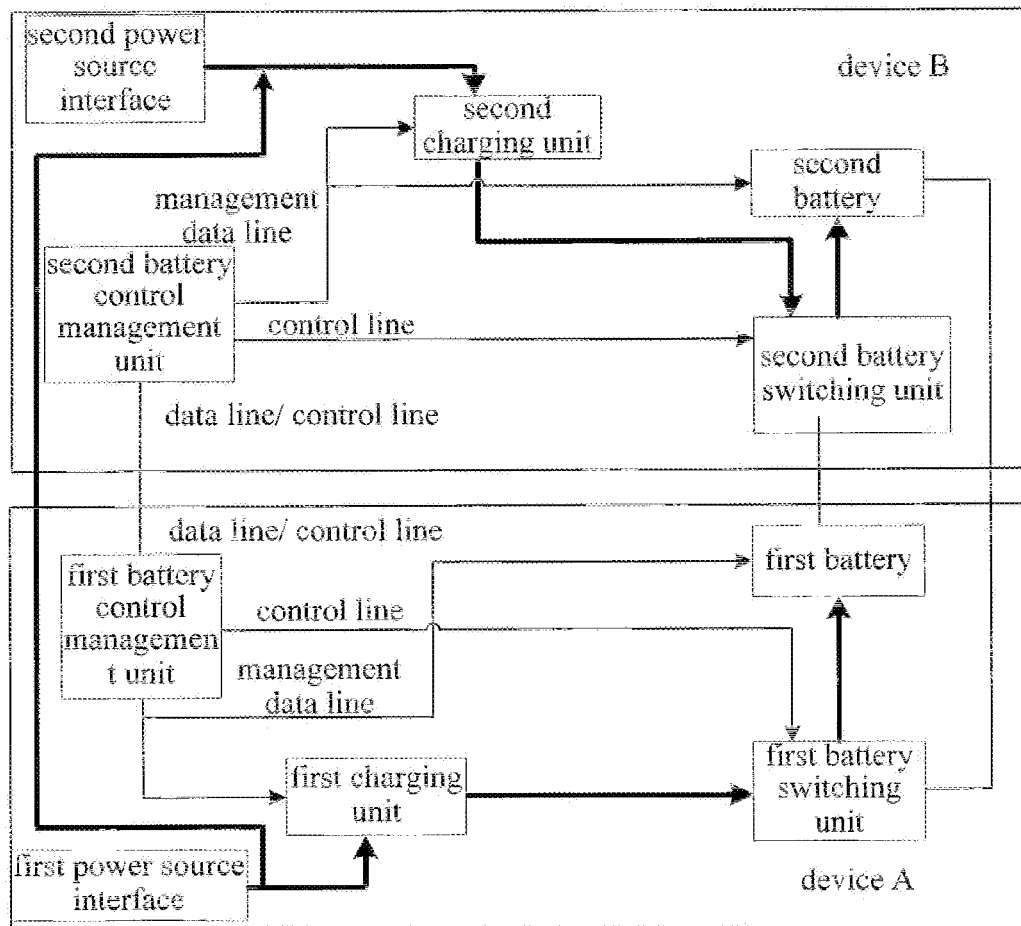 second power
source
interface
device B
second
charging unit
second
battery
management
data line
second battery
control
management
unit
control line
second battery
switching unit
data line/ control line
data line/ control line
first battery
control
managemen
t unit
first battery
control line
management
data line
first charging
unit
first battery
switching
unit
first power source
interface
device A